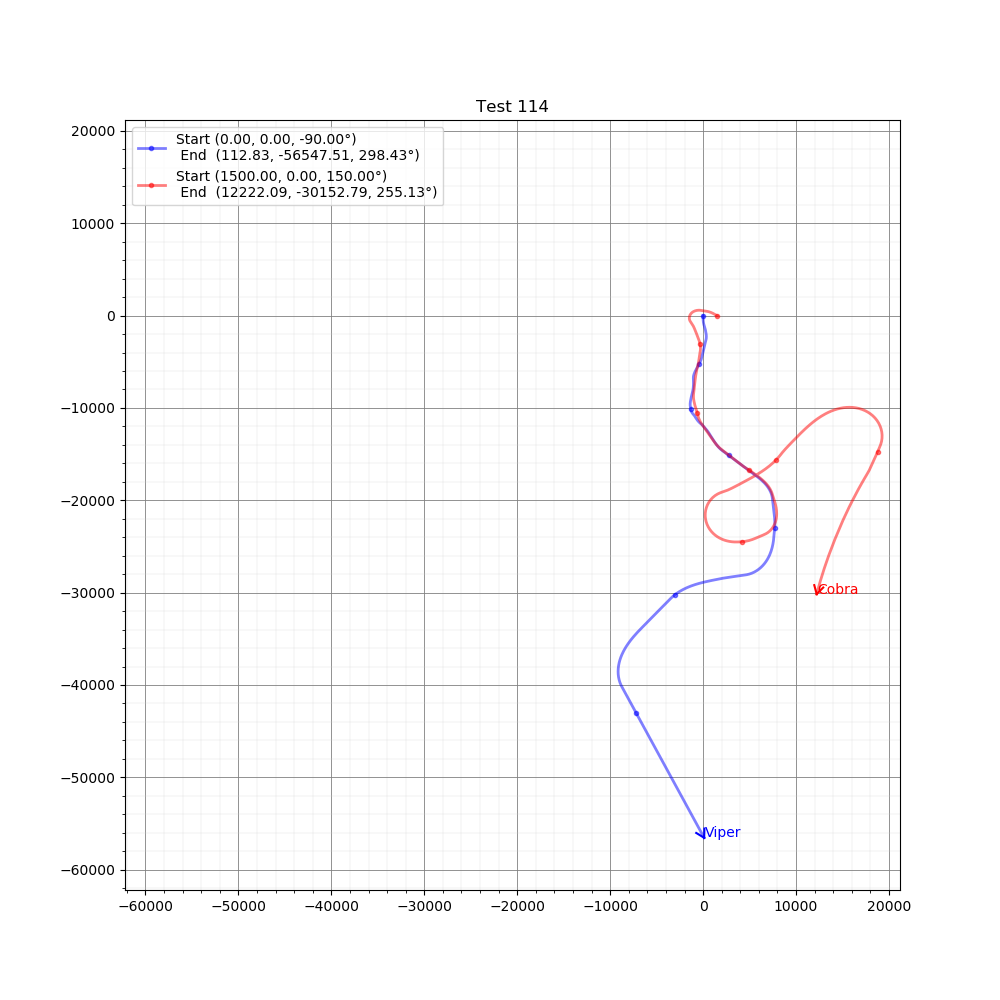 Test 114
Start (0.00, 0.00, -90.00°)
End (112.83, -56547.51, 298.43°)
Start (1500.00, 0.00, 150.00°)
End (12222.09, -30152.79, 255.13°)
20000
10000
0
−10000
−20000
−30000
−40000
−50000
−60000
Cobra
Viper
−60000 −50000 −40000 −30000 −20000 −10000 0 10000 20000